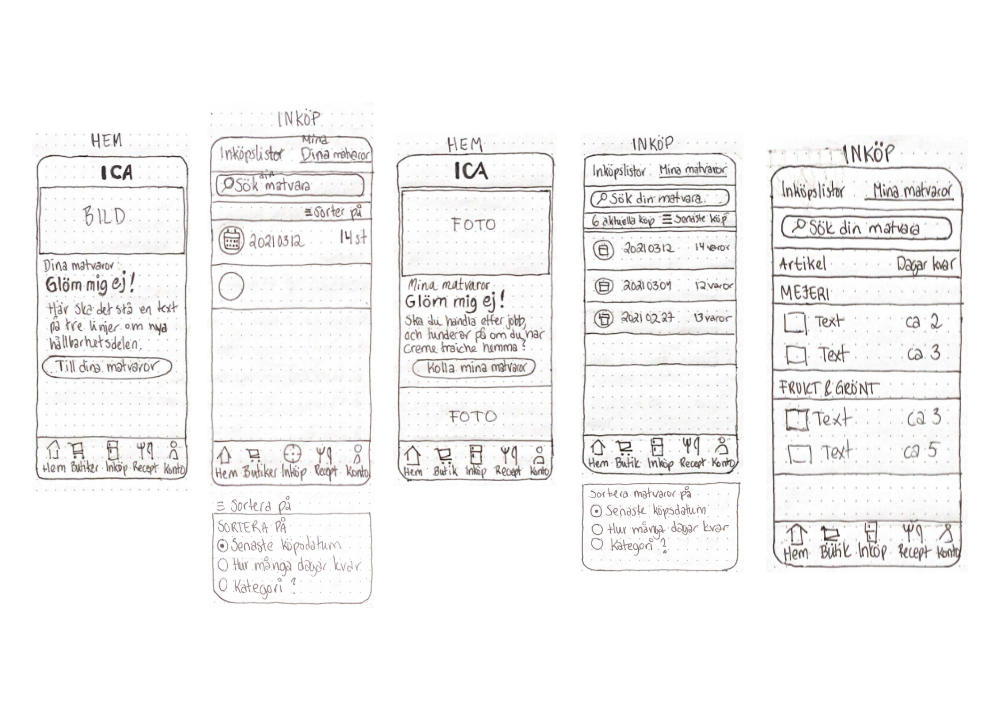 HEM
ICA
BILD
Dina matvaror
Glöm mig ej!
Här ska det stå en text
på tre linjer om nya
hållbarhetsdelen.
Till dina matvaror
Hem Butiker Inköp Recept Konto
INKÖP
Mina
Inköpslistor Dina matvaror
din
Sök matvara
Sorter på
20210312 14 st
Hem Butiker Inköp Recept Konto
Sortera på
SORTERA PÅ
Senaste köpsdatum
Hur många dagar kvar
Kategori ?
HEM
ICA
FOTO
Mina matvaror
Glöm mig ej!
Ska du handla efter jobb,
och funderar på om du har
Creme fraiche hemma?
Kolla mina matvaror
FOTO
Hem Butik Inköp Recept Konto
INKÖP
Inköpslistor Mina matvaror
Sök din matvara
6 aktuella köp Senaste köp
20210312 14 varor
20210309 12 varor
20210227 13 varor
Hem Butik Inköp Recept Konto
Sortera matvaror på
Senaste köpsdatum
Hur många dagar kvar
Kategori ?
INKÖP
Inköpslistor Mina matvaror
Sök din matvara
Artikel Dagar kvar
MEJERI
Text ca 2
Text ca 3
FRUKT & GRÖNT
Text ca 3
Text ca 5
Hem Butik Inköp Recept Konto